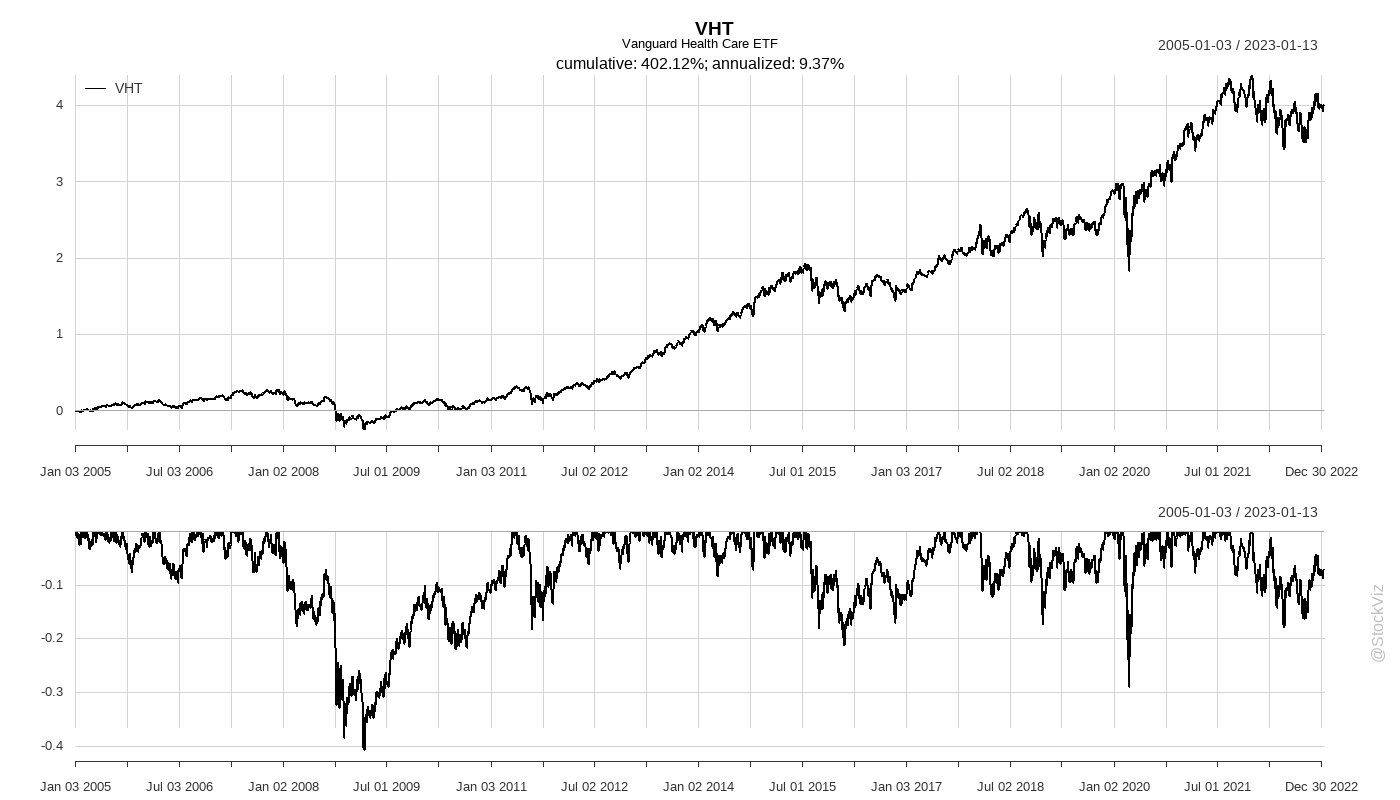 VHT
Vanguard Health Care ETF
2005-01-03 / 2023-01-13
cumulative: 402.12%; annualized: 9.37%
VHT
4
3
2
1
0
Jan 03 2005 Jul 03 2006 Jan 02 2008 Jul 01 2009 Jan 03 2011 Jul 02 2012 Jan 02 2014 Jul 01 2015 Jan 03 2017 Jul 02 2018 Jan 02 2020 Jul 01 2021 Dec 30 2022
2005-01-03 / 2023-01-13
-0.1
-0.2
-0.3
-0.4
Jan 03 2005 Jul 03 2006 Jan 02 2008 Jul 01 2009 Jan 03 2011 Jul 02 2012 Jan 02 2014 Jul 01 2015 Jan 03 2017 Jul 02 2018 Jan 02 2020 Jul 01 2021 Dec 30 2022
@StockViz